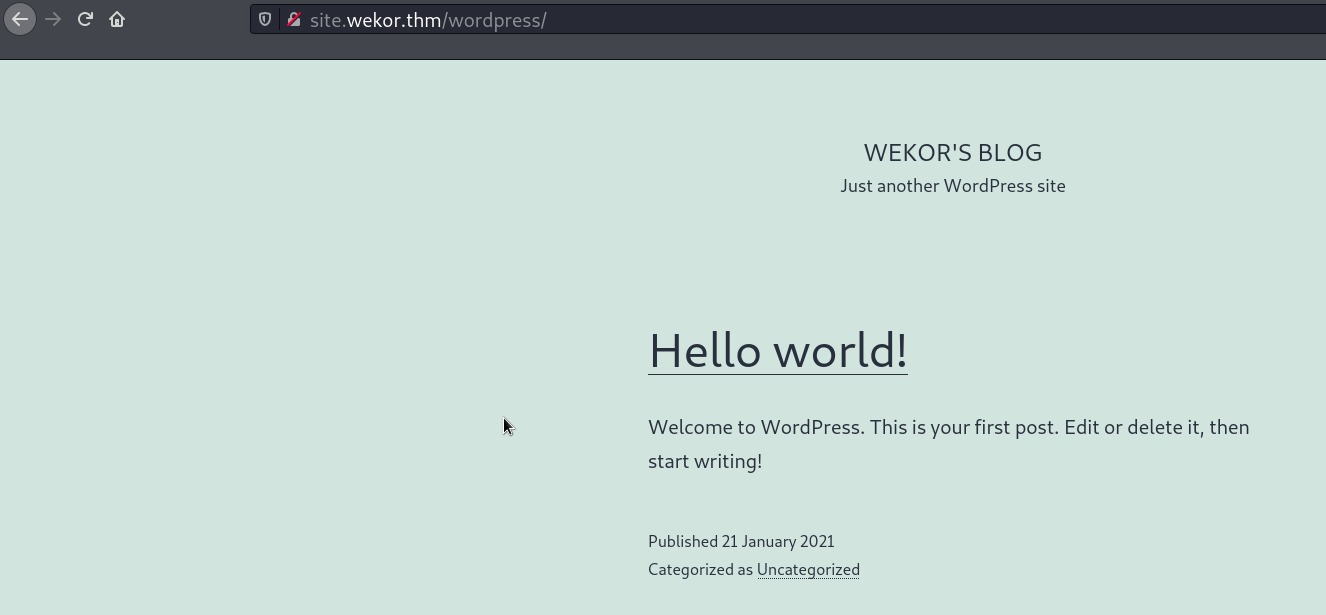 site.wekor.thm/wordpress/
WEKOR'S BLOG
Just another WordPress site
Hello world!
Welcome to WordPress. This is your first post. Edit or delete it, then
start writing!
Published 21 January 2021
Categorized as Uncategorized